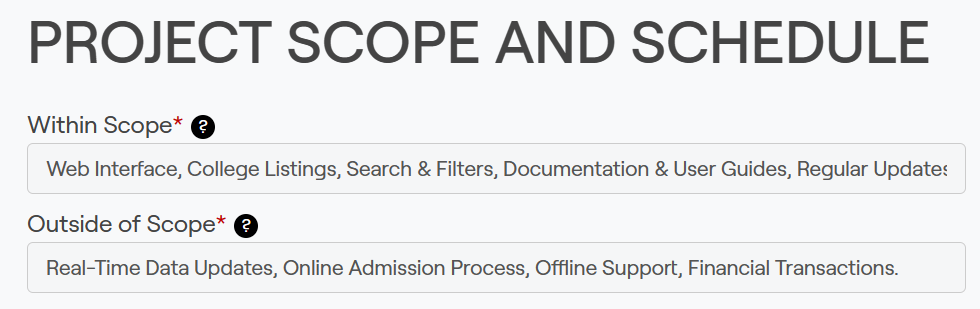 PROJECT SCOPE AND SCHEDULE
Within Scope* ?
Web Interface, College Listings, Search & Filters, Documentation & User Guides, Regular Updates
Outside of Scope* ?
Real-Time Data Updates, Online Admission Process, Offline Support, Financial Transactions.